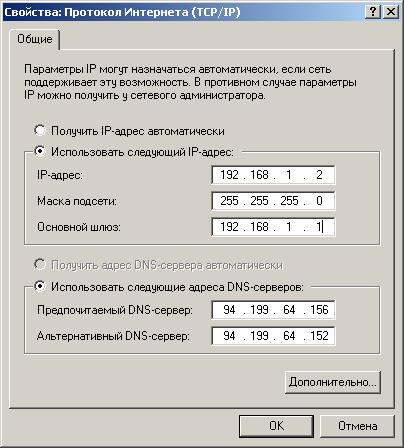 Свойства: Протокол Интернета (TCP/IP)
Общие
Параметры IP могут назначаться автоматически, если сеть
поддерживает эту возможность. В противном случае параметры
IP можно получить у сетевого администратора.
Получить IP-адрес автоматически
Использовать следующий IP-адрес:
IP-адрес: 192 . 168 . 1 . 2
Маска подсети: 255 . 255 . 255 . 0
Основной шлюз: 192 . 168 . 1 . 1
Получить адрес DNS-сервера автоматически
Использовать следующие адреса DNS-серверов:
Предпочитаемый DNS-сервер: 94 . 199 . 64 . 156
Альтернативный DNS-сервер: 94 . 199 . 64 . 152
Дополнительно...
OK Отмена